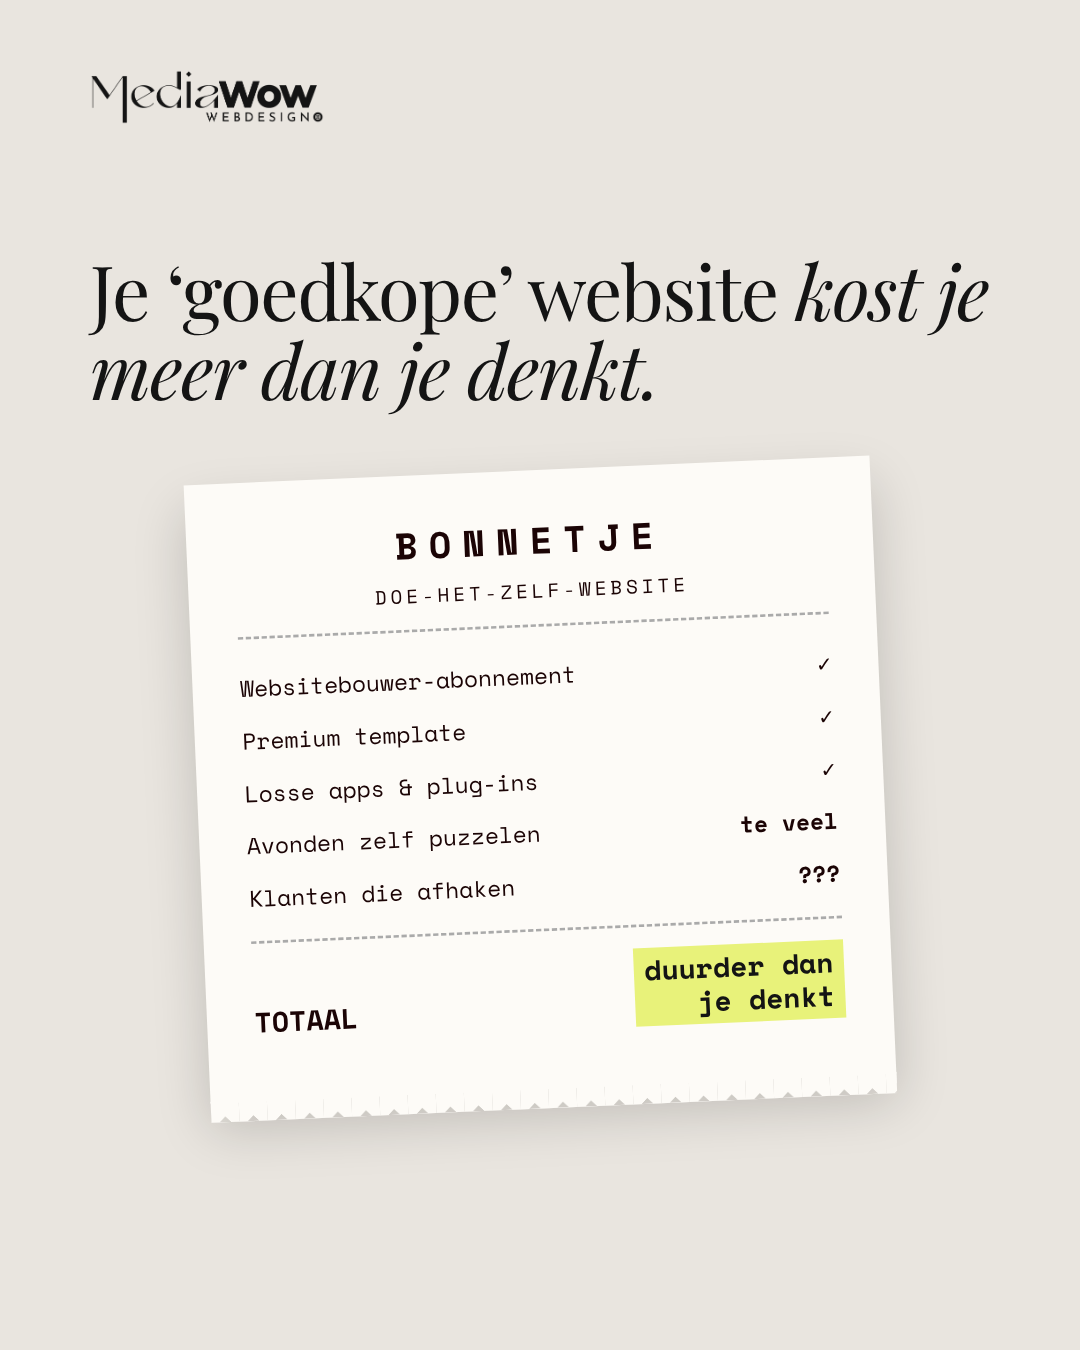 MediaWow
WEBDESIGN
Je ‘goedkope’ website kost je
meer dan je denkt.
BONNETJE
DOE-HET-ZELF-WEBSITE
Websitebouwer-abonnement ✓
Premium template ✓
Losse apps & plug-ins ✓
Avonden zelf puzzelen te veel
Klanten die afhaken ???
duurder dan
je denkt
TOTAAL